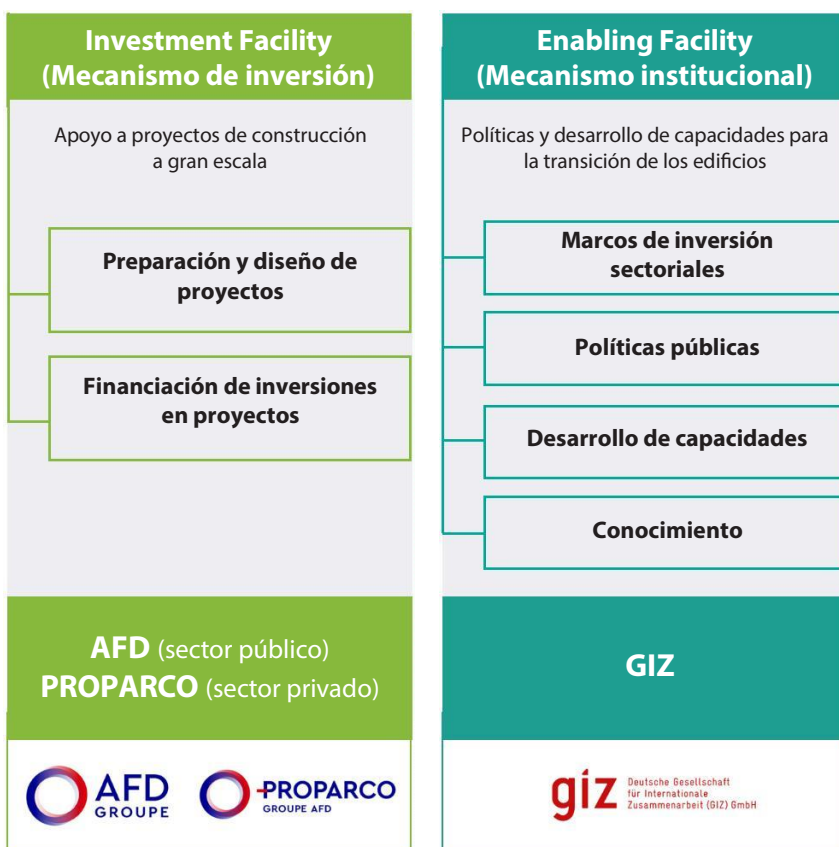 Investment Facility
(Mecanismo de inversión)
Apoyo a proyectos de construcción
a gran escala
Preparación y diseño de
proyectos
Financiación de inversiones
en proyectos
AFD (sector público)
PROPARCO (sector privado)
AFD
GROUPE
PROPARCO
GROUPE AFD
Enabling Facility
(Mecanismo institucional)
Políticas y desarrollo de capacidades para
la transición de los edificios
Marcos de inversión
sectoriales
Políticas públicas
Desarrollo de capacidades
Conocimiento
GIZ
giz
Deutsche Gesellschaft
für Internationale
Zusammenarbeit (GIZ) GmbH